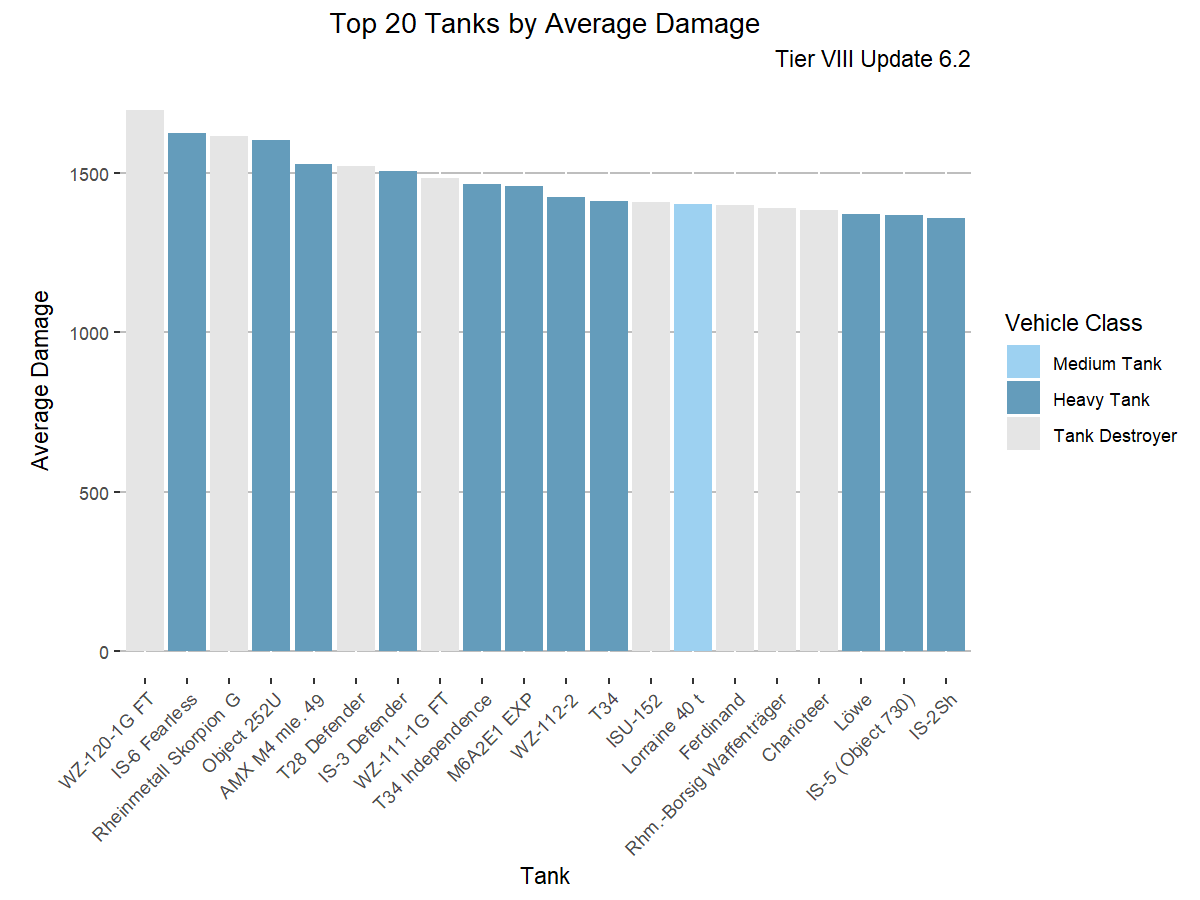 Top 20 Tanks by Average Damage
Tier VIII Update 6.2
Average Damage
1500
1000
500
0
WZ-120-1G FT
IS-6 Fearless
Rheinmetall Skorpion G
Object 252U
AMX M4 mle. 49
T28 Defender
IS-3 Defender
WZ-111-1G FT
T34 Independence
M6A2E1 EXP
WZ-112-2
T34
ISU-152
Lorraine 40 t
Ferdinand
Rhm.-Borsig Waffenträger
Charioteer
Löwe
IS-5 (Object 730)
IS-2Sh
Tank
Vehicle Class
Medium Tank
Heavy Tank
Tank Destroyer